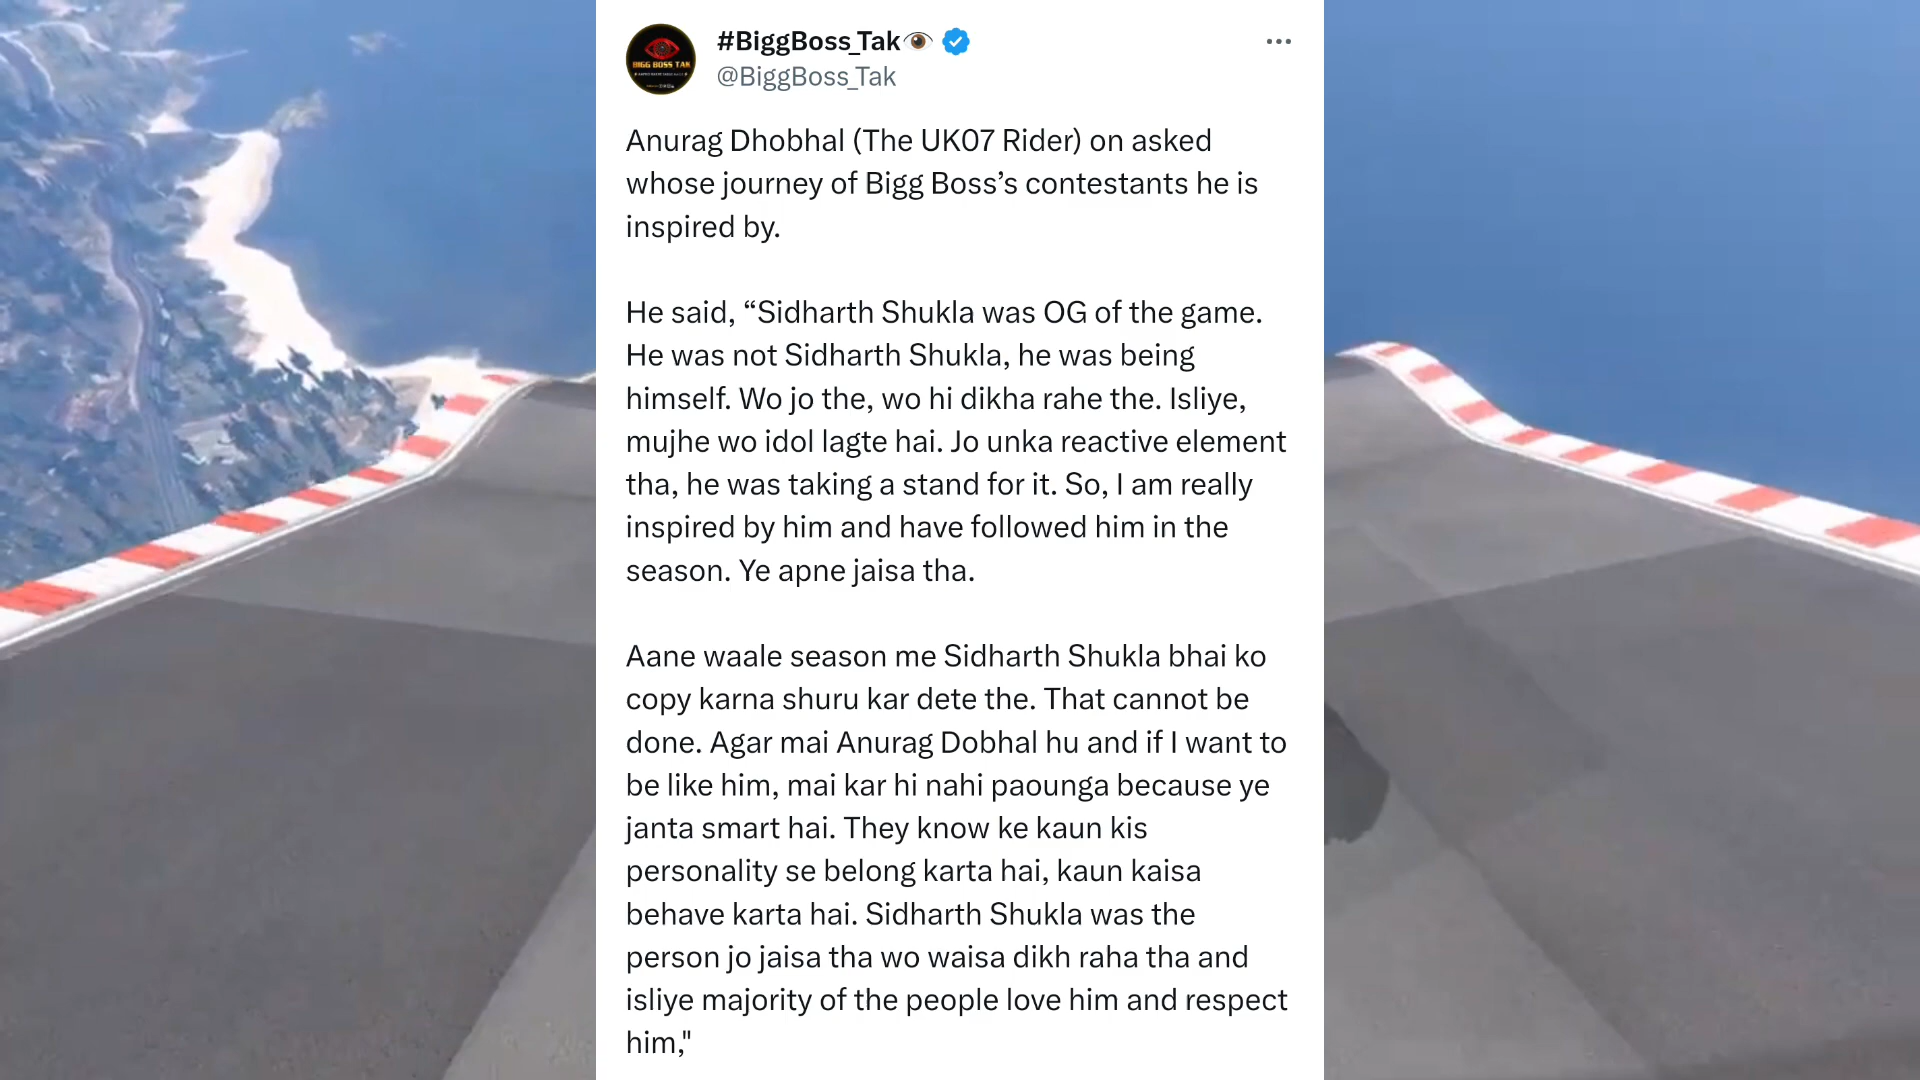 #BiggBoss_Tak👁️
@BiggBoss_Tak
BIGG BOSS TAK
Anurag Dhobhal (The UK07 Rider) on asked
whose journey of Bigg Boss’s contestants he is
inspired by.
He said, “Sidharth Shukla was OG of the game.
He was not Sidharth Shukla, he was being
himself. Wo jo the, wo hi dikha rahe the. Isliye,
mujhe wo idol lagte hai. Jo unka reactive element
tha, he was taking a stand for it. So, I am really
inspired by him and have followed him in the
season. Ye apne jaisa tha.
Aane waale season me Sidharth Shukla bhai ko
copy karna shuru kar dete the. That cannot be
done. Agar mai Anurag Dobhal hu and if I want to
be like him, mai kar hi nahi paounga because ye
janta smart hai. They know ke kaun kis
personality se belong karta hai, kaun kaisa
behave karta hai. Sidharth Shukla was the
person jo jaisa tha wo waisa dikh raha tha and
isliye majority of the people love him and respect
him,"